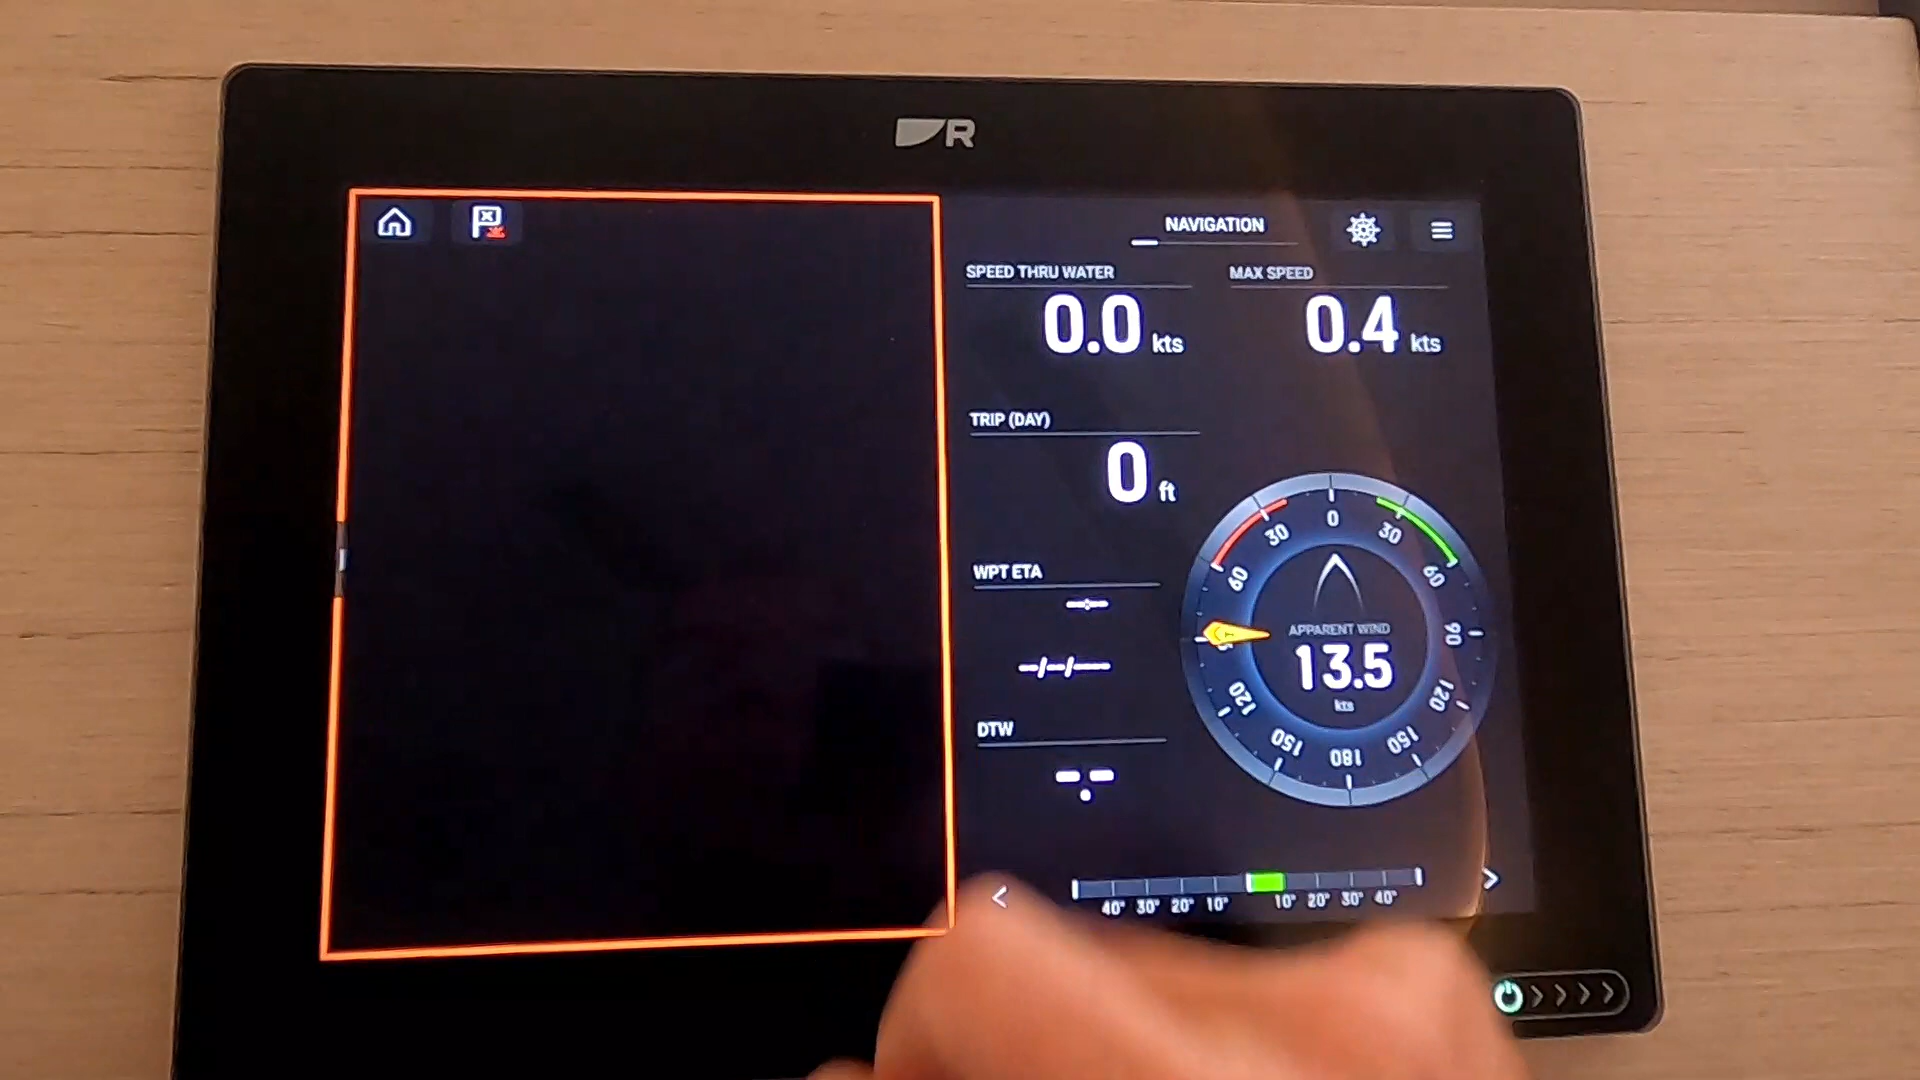 R
NAVIGATION
SPEED THRU WATER
0.0 kts
MAX SPEED
0.4 kts
TRIP (DAY)
0 ft
WPT ETA
--:--
--/--/----
DTW
--.--
0
30 30
60 60
90
120 120
150 150
180
APPARENT WIND
13.5
kts
< >
40° 30° 20° 10° 10° 20° 30° 40°